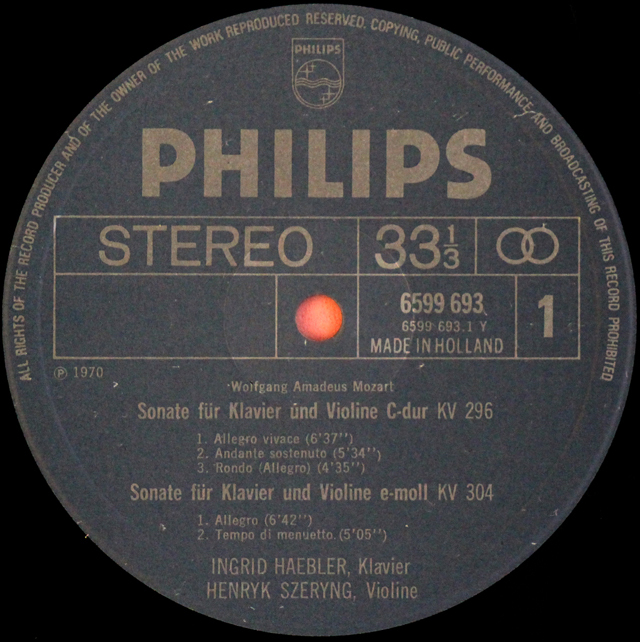 ALL RIGHTS OF THE RECORD PRODUCER AND OF THE OWNER OF THE WORK REPRODUCED RESERVED. COPYING, PUBLIC PERFORMANCE AND BROADCASTING OF THIS RECORD PROHIBITED
PHILIPS
PHILIPS
STEREO 33 1/3
6599 693
6599 693.1 Y
MADE IN HOLLAND
1
℗ 1970
Wolfgang Amadeus Mozart
Sonate für Klavier und Violine C-dur KV 296
1. Allegro vivace (6'37'')
2. Andante sostenuto (5'34'')
3. Rondo (Allegro) (4'35'')
Sonate für Klavier und Violine e-moll KV 304
1. Allegro (6'42'')
2. Tempo di menuetto (5'05'')
INGRID HAEBLER, Klavier
HENRYK SZERYNG, Violine